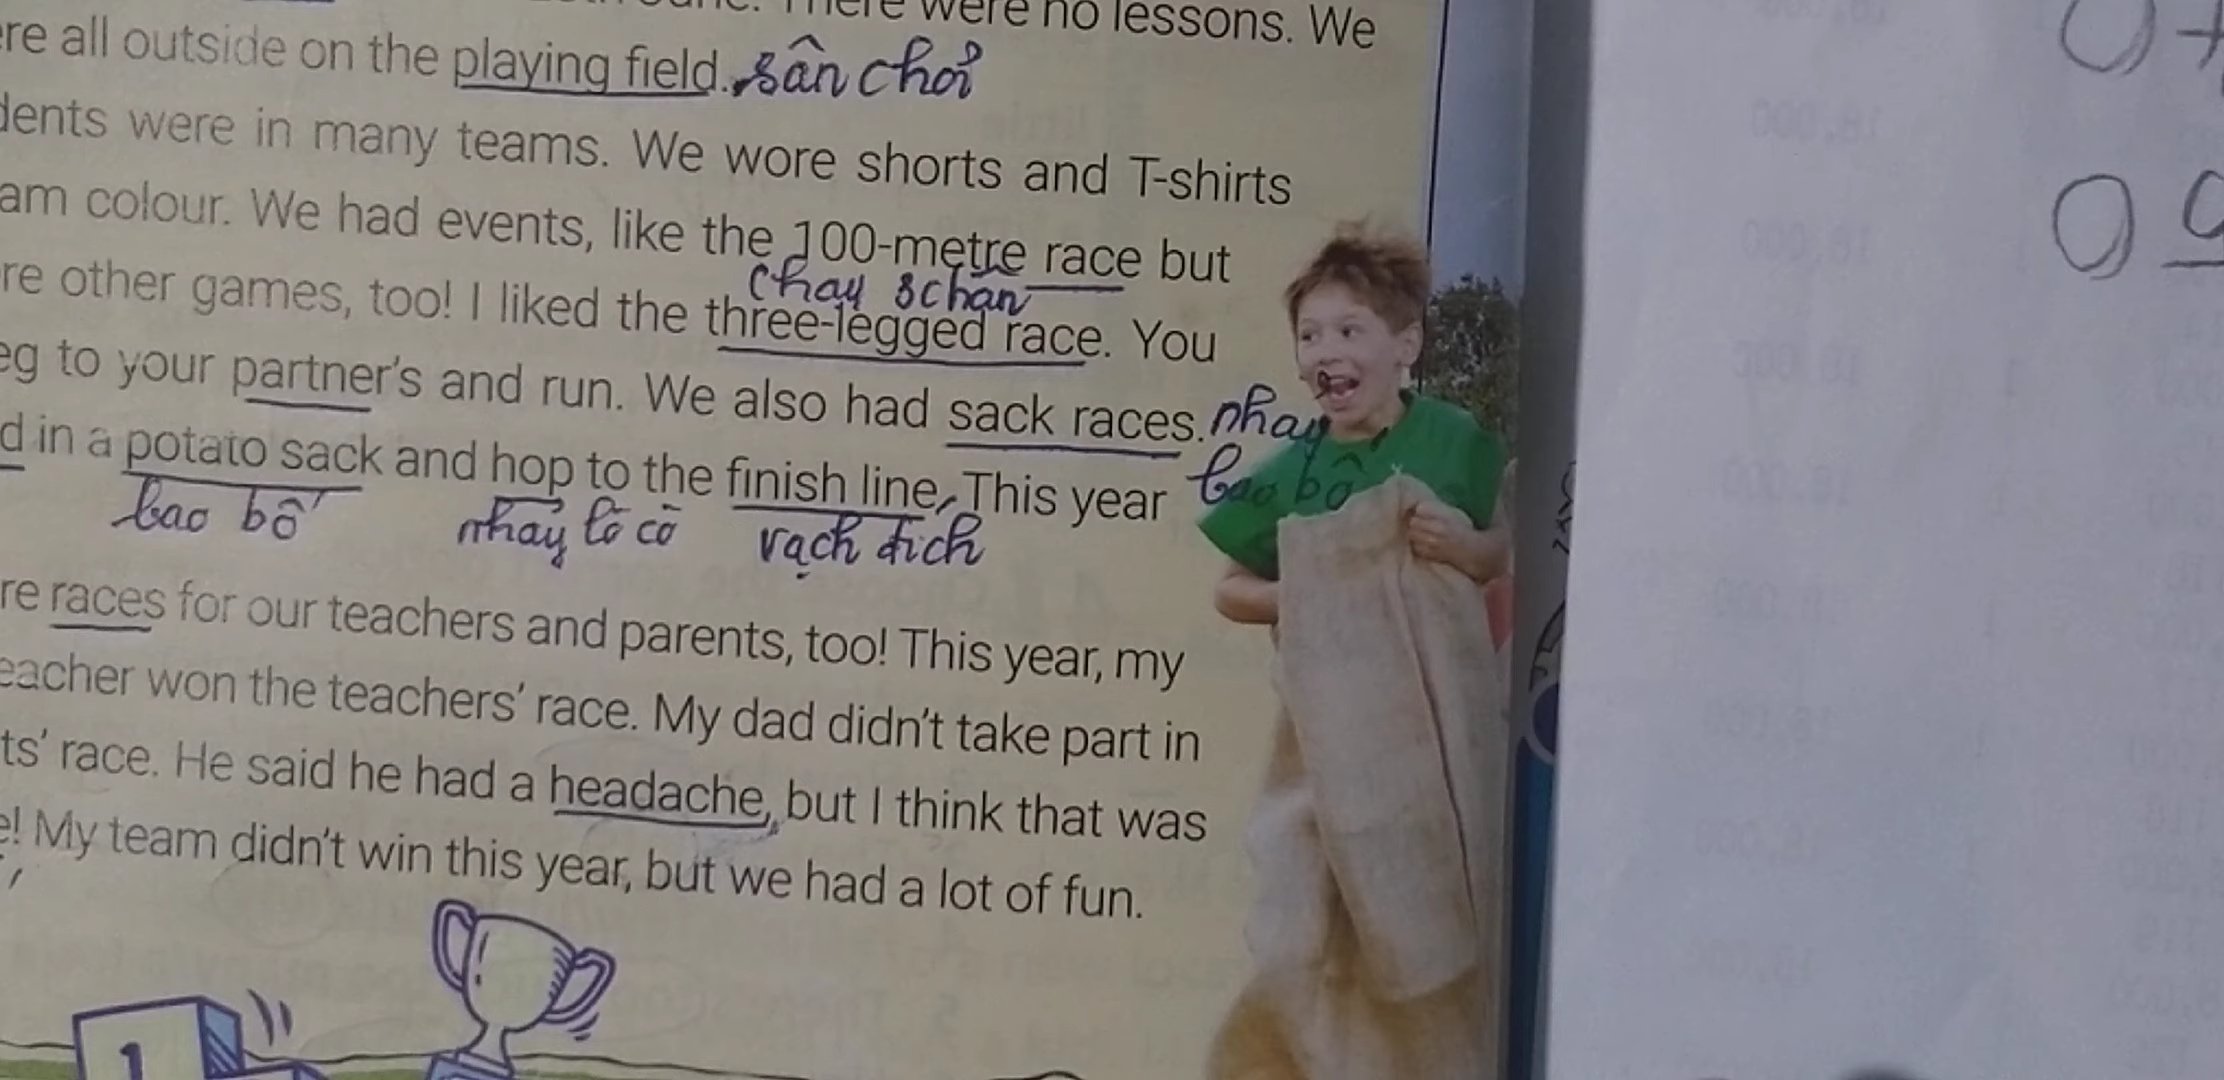 There were no lessons. We
re all outside on the playing field. sân chơi
dents were in many teams. We wore shorts and T-shirts
am colour. We had events, like the 100-metre race but
chạy 3 chân
re other games, too! I liked the three-legged race. You
eg to your partner's and run. We also had sack races. nhảy
bao bố
d in a potato sack and hop to the finish line. This year
bao bố nhảy lò cò vạch đích
re races for our teachers and parents, too! This year, my
eacher won the teachers' race. My dad didn't take part in
ts' race. He said he had a headache, but I think that was
e! My team didn't win this year, but we had a lot of fun.
1